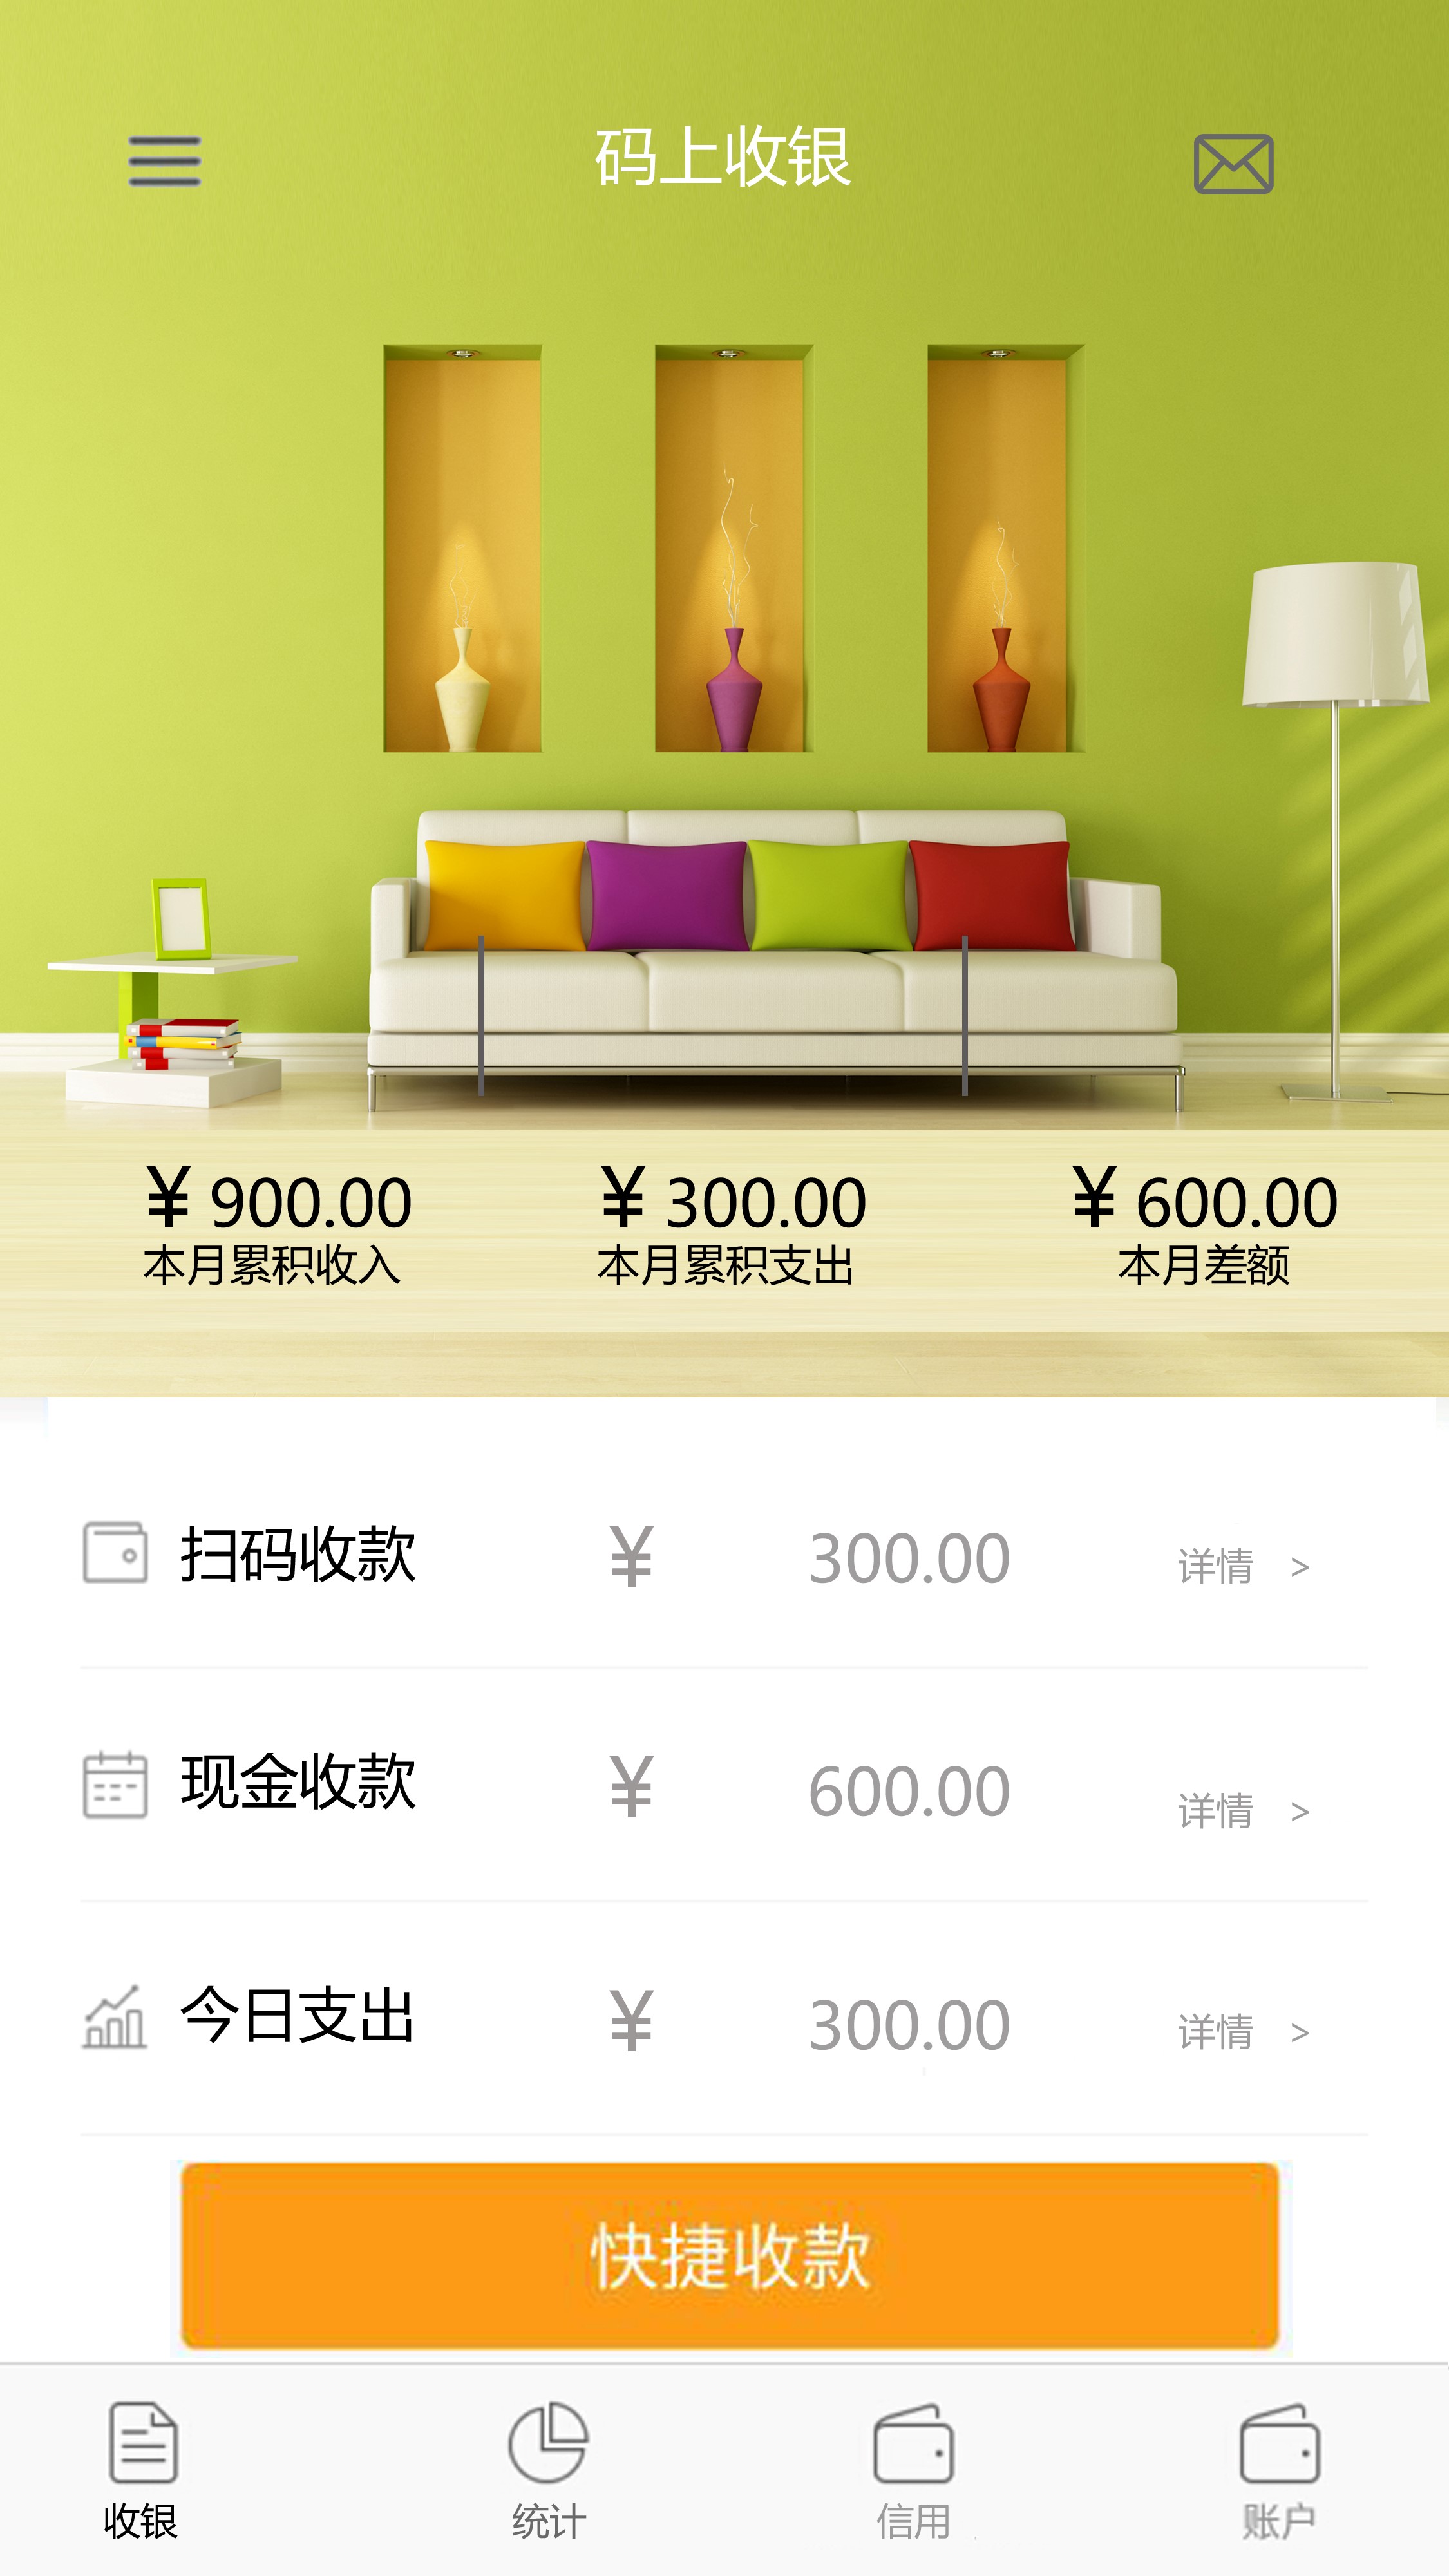 码上收银
¥ 900.00 ¥ 300.00 ¥ 600.00
本月累积收入 本月累积支出 本月差额
扫码收款 ¥ 300.00 详情 >
现金收款 ¥ 600.00 详情 >
今日支出 ¥ 300.00 详情 >
快捷收款
收银 统计 信用 账户